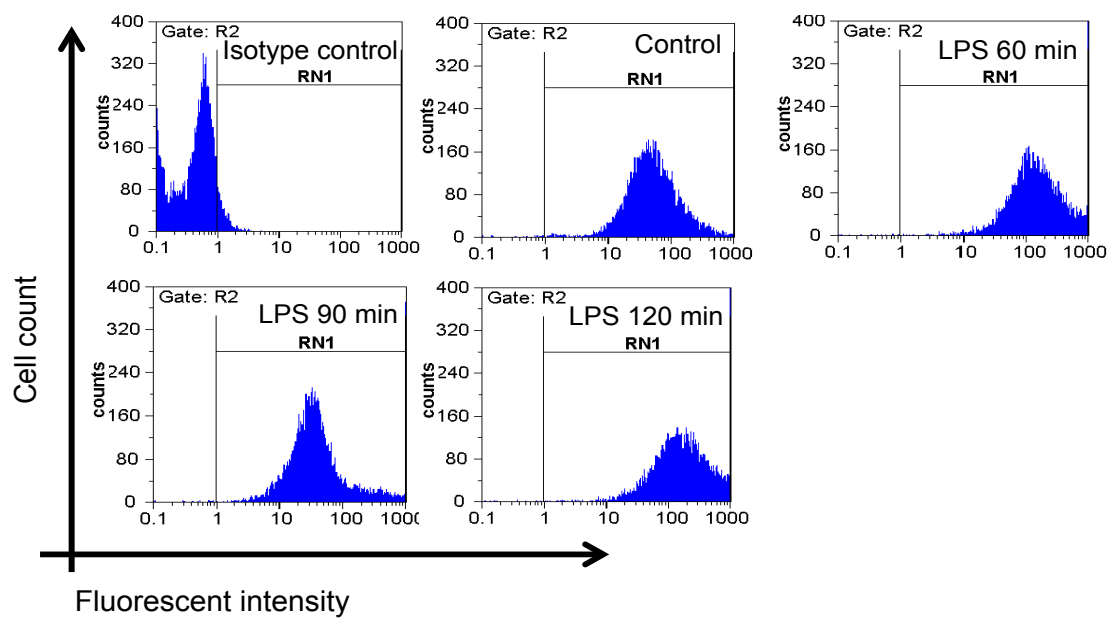 Cell count
Fluorescent intensity
400
320
240
160
80
0
counts
Gate: R2
Isotype control
RN1
0.1 1 10 100 1000
400
320
240
160
80
0
counts
Gate: R2
Control
RN1
0.1 1 10 100 1000
400
320
240
160
80
0
counts
Gate: R2
LPS 60 min
RN1
0.1 1 10 100 1000
400
320
240
160
80
0
counts
Gate: R2
LPS 90 min
RN1
0.1 1 10 100 1000
400
320
240
160
80
0
counts
Gate: R2
LPS 120 min
RN1
0.1 1 10 100 1000